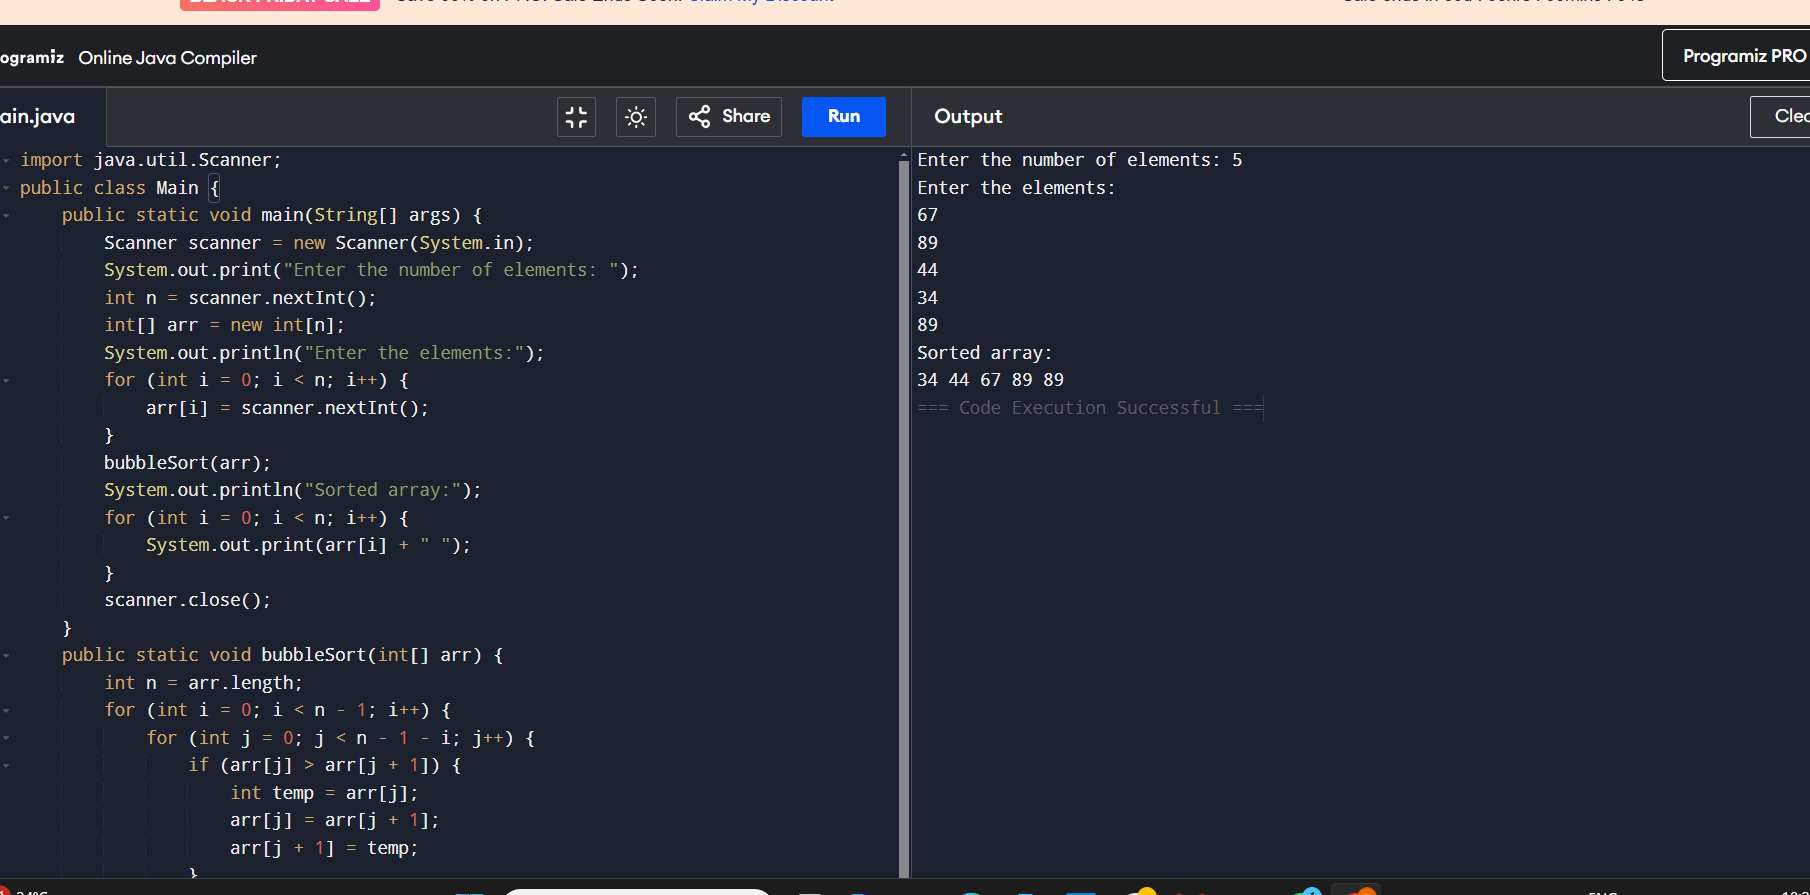 ogramiz Online Java Compiler
Programiz PRO
ain.java
Share
Run
Output
Clea
import java.util.Scanner;
public class Main {
public static void main(String[] args) {
Scanner scanner = new Scanner(System.in);
System.out.print("Enter the number of elements: ");
int n = scanner.nextInt();
int[] arr = new int[n];
System.out.println("Enter the elements:");
for (int i = 0; i < n; i++) {
arr[i] = scanner.nextInt();
}
bubbleSort(arr);
System.out.println("Sorted array:");
for (int i = 0; i < n; i++) {
System.out.print(arr[i] + " ");
}
scanner.close();
}
public static void bubbleSort(int[] arr) {
int n = arr.length;
for (int i = 0; i < n - 1; i++) {
for (int j = 0; j < n - 1 - i; j++) {
if (arr[j] > arr[j + 1]) {
int temp = arr[j];
arr[j] = arr[j + 1];
arr[j + 1] = temp;
}
Enter the number of elements: 5
Enter the elements:
67
89
44
34
89
Sorted array:
34 44 67 89 89
=== Code Execution Successful ===